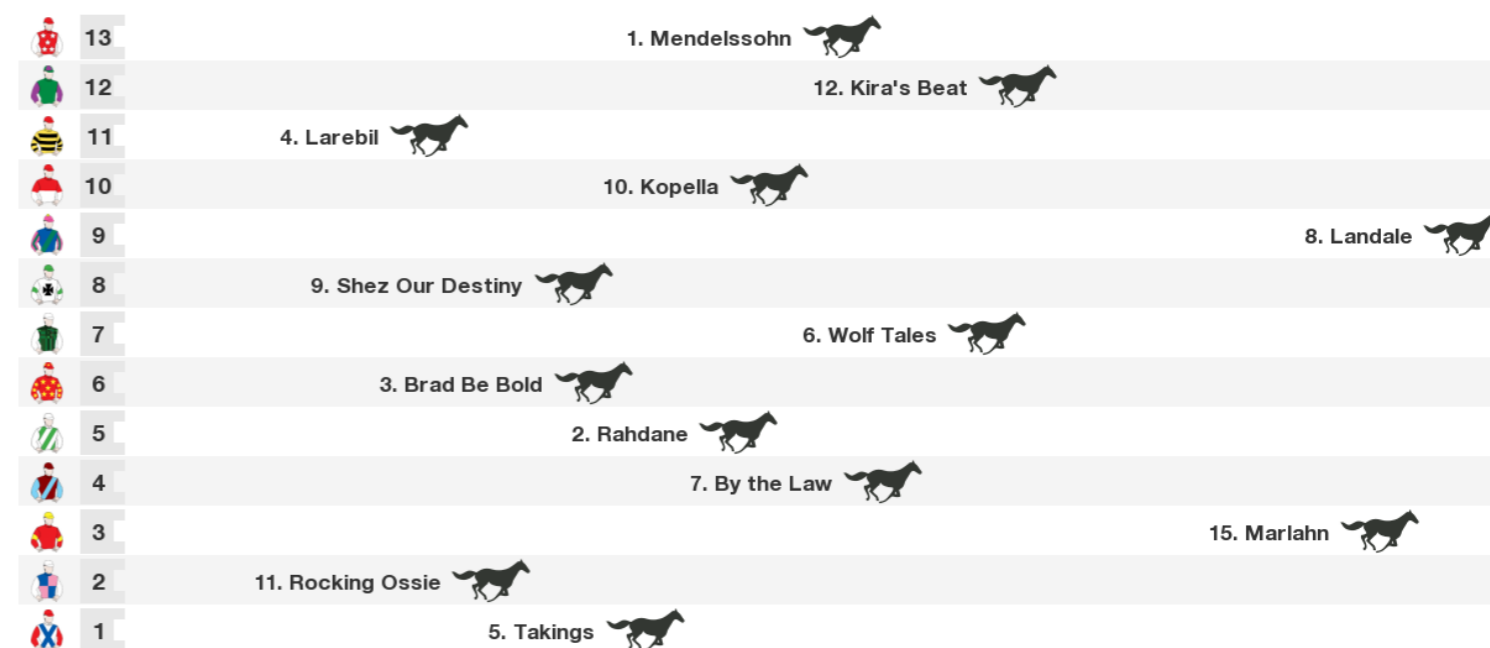 13 1. Mendelssohn
12 12. Kira's Beat
11 4. Larebil
10 10. Kopella
9 8. Landale
8 9. Shez Our Destiny
7 6. Wolf Tales
6 3. Brad Be Bold
5 2. Rahdane
4 7. By the Law
3 15. Marlahn
2 11. Rocking Ossie
1 5. Takings